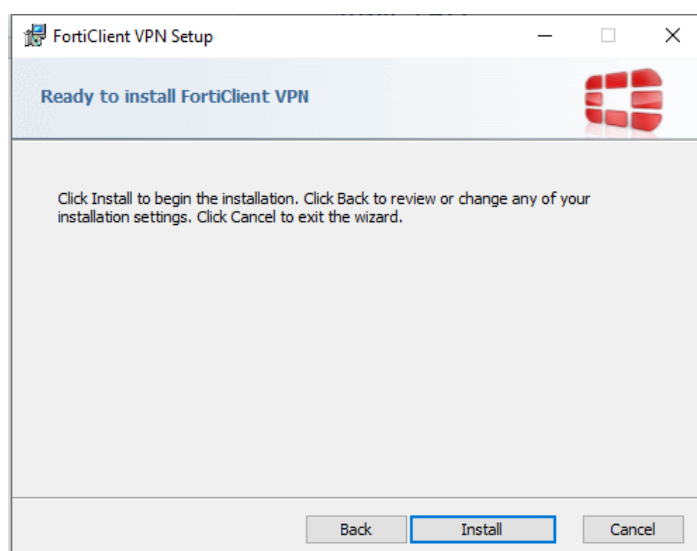 FortiClient VPN Setup
Ready to install FortiClient VPN
Click Install to begin the installation. Click Back to review or change any of your
installation settings. Click Cancel to exit the wizard.
Back
Install
Cancel